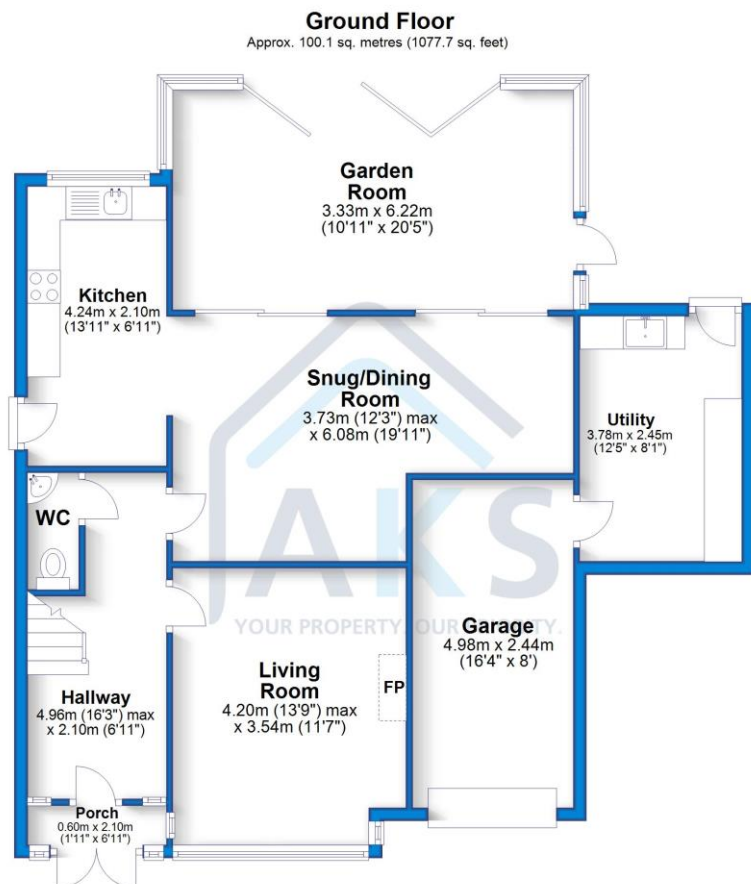 Ground Floor
Approx. 100.1 sq. metres (1077.7 sq. feet)
Garden
Room
3.33m x 6.22m
(10'11" x 20'5")
Kitchen
4.24m x 2.10m
(13'11" x 6'11")
Snug/Dining
Room
3.73m (12'3") max
x 6.08m (19'11")
Utility
3.78m x 2.45m
(12'5" x 8'1")
WC
AKS
YOUR PROPERTY. OUR PRIORITY.
Garage
4.98m x 2.44m
(16'4" x 8')
Living
Room
4.20m (13'9") max
x 3.54m (11'7")
FP
Hallway
4.96m (16'3") max
x 2.10m (6'11")
Porch
0.60m x 2.10m
(1'11" x 6'11")